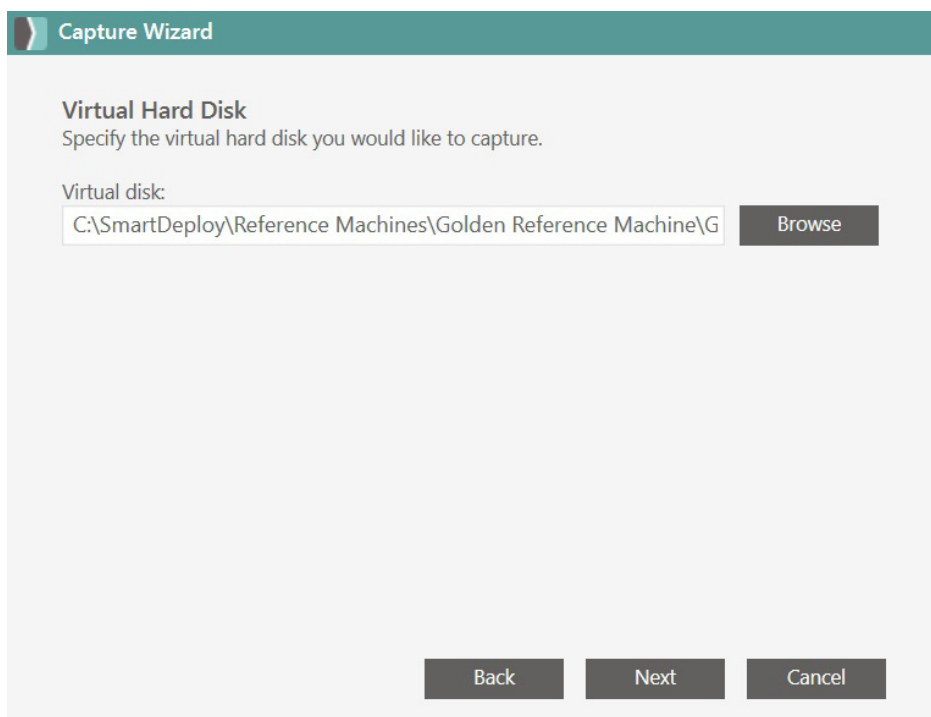 Capture Wizard
Virtual Hard Disk
Specify the virtual hard disk you would like to capture.
Virtual disk:
C:\SmartDeploy\Reference Machines\Golden Reference Machine\G
Browse
Back
Next
Cancel